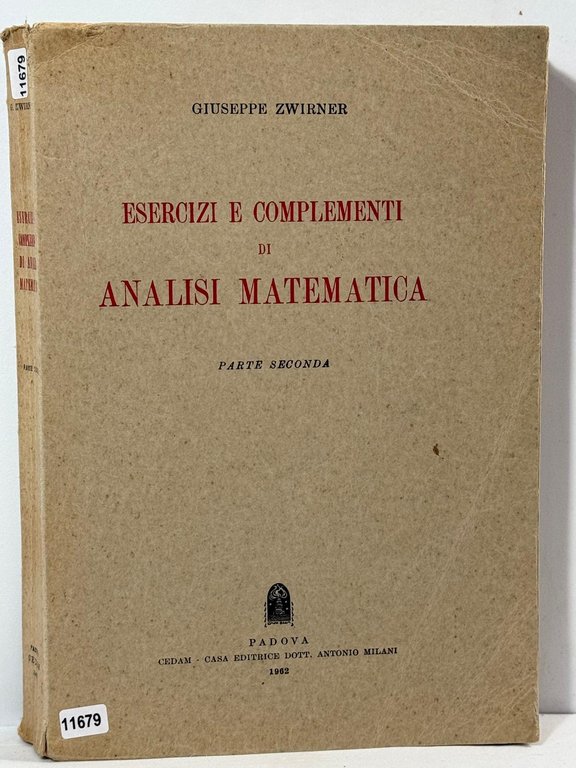 11679
GIUSEPPE ZWIRNER
ESERCIZI E COMPLEMENTI
DI
ANALISI MATEMATICA
PARTE SECONDA
PADOVA
CEDAM - CASA EDITRICE DOTT. ANTONIO MILANI
1962
11679